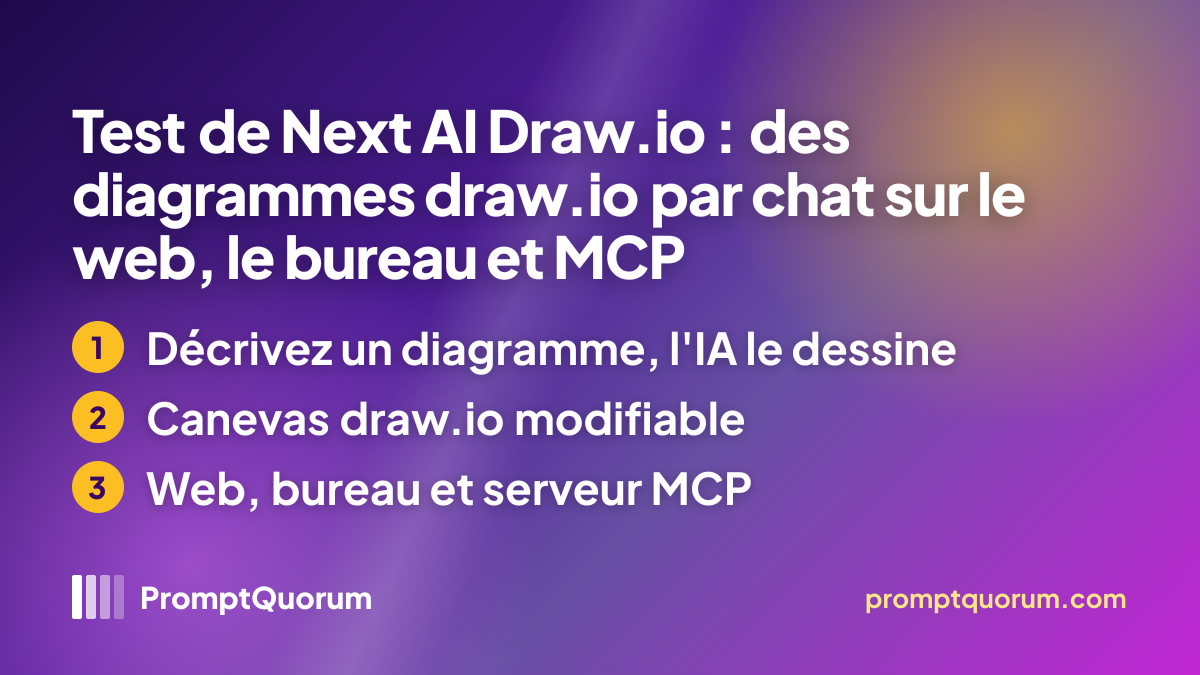 Test de Next AI Draw.io : des
diagrammes draw.io par chat sur le
web, le bureau et MCP
1 Décrivez un diagramme, l'IA le dessine
2 Canevas draw.io modifiable
3 Web, bureau et serveur MCP
PromptQuorum
promptquorum.com